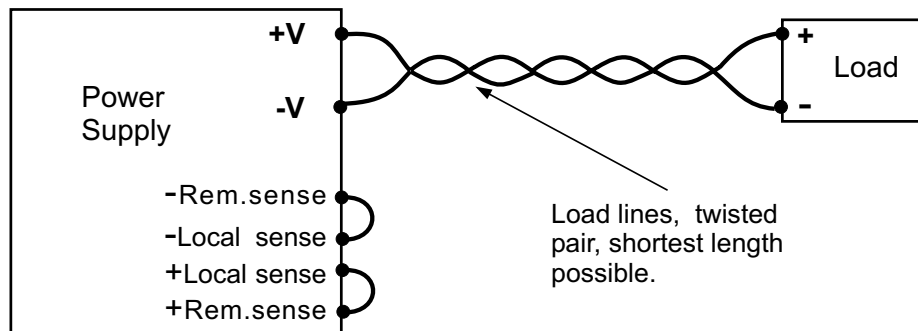 +V
+
Load
Power
Supply
-V
-
-Rem.sense
-Local sense
+Local sense
+Rem.sense
Load lines, twisted
pair, shortest length
possible.